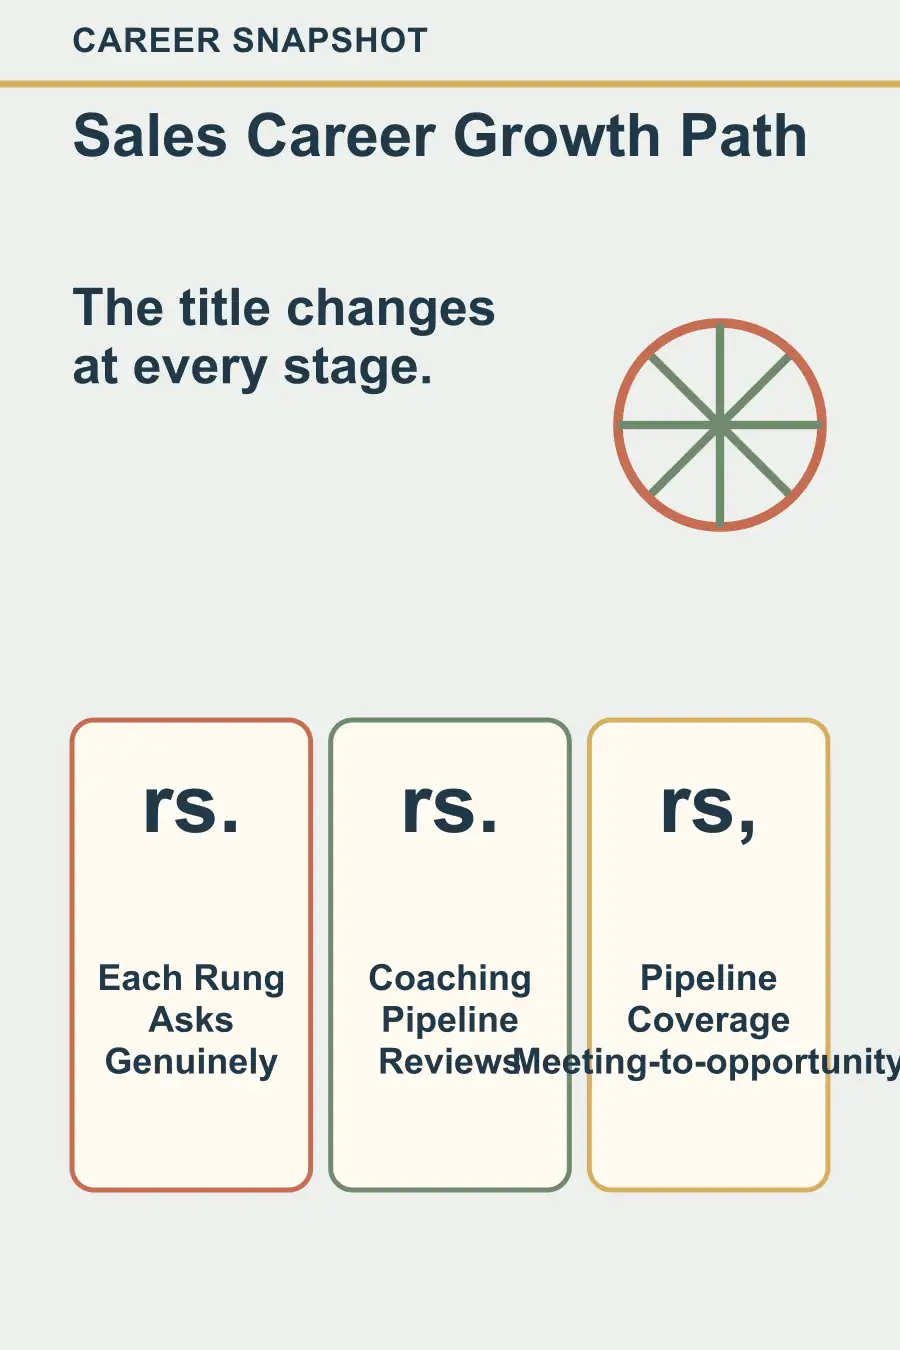 CAREER SNAPSHOT
Sales Career Growth Path
The title changes
at every stage.
rs.
Each Rung
Asks
Genuinely
rs.
Coaching
Pipeline
Reviews
rs,
Pipeline
Coverage
Meeting-to-opportunity